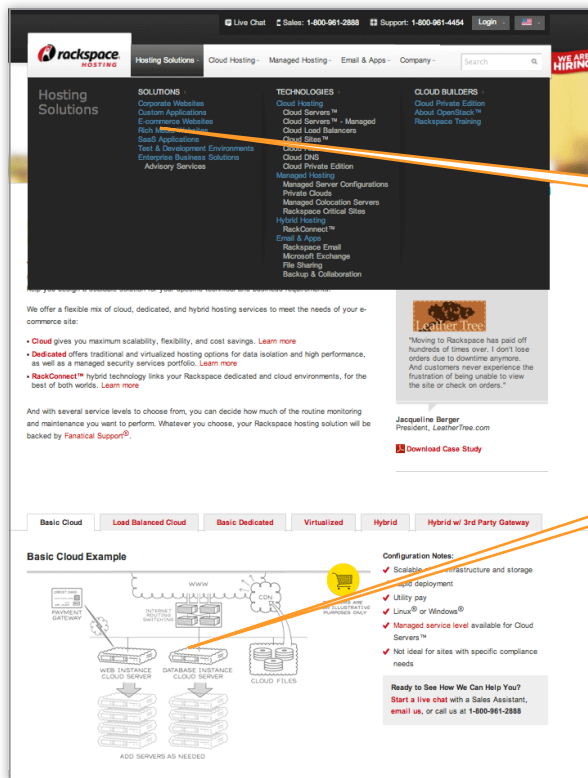 Live Chat Sales: 1-800-961-2888 Support: 1-800-961-4454 Login
rackspace.
HOSTING
Hosting Solutions Cloud Hosting Managed Hosting Email & Apps Company Search
WE ARE
HIRING
Hosting
Solutions
SOLUTIONS
Corporate Websites
Custom Applications
E-commerce Websites
Rich Websites
SaaS Applications
Test & Development Environments
Enterprise Business Solutions
Advisory Services
TECHNOLOGIES
Cloud Hosting
Cloud Servers™
Cloud Servers™ - Managed
Cloud Load Balancers
Cloud Sites™
Cloud
Cloud DNS
Cloud Private Edition
Managed Hosting
Managed Server Configurations
Private Clouds
Managed Colocation Servers
Rackspace Critical Sites
Hybrid Hosting
RackConnect™
Email & Apps
Rackspace Email
Microsoft Exchange
File Sharing
Backup & Collaboration
CLOUD BUILDERS
Cloud Private Edition
About OpenStack™
Rackspace Training
We offer a flexible mix of cloud, dedicated, and hybrid hosting services to meet the needs of your e-
commerce site:
• Cloud gives you maximum scalability, flexibility, and cost savings. Learn more
• Dedicated offers traditional and virtualized hosting options for data isolation and high performance,
as well as a managed security services portfolio. Learn more
• RackConnect™ hybrid technology links your Rackspace dedicated and cloud environments, for the
best of both worlds. Learn more
And with several service levels to choose from, you can decide how much of the routine monitoring
and maintenance you want to perform. Whatever you choose, your Rackspace hosting solution will be
backed by Fanatical Support®.
Leather Tree
"Moving to Rackspace has paid off
hundreds of times over. I don't lose
orders due to downtime anymore.
And customers never experience the
frustration of being unable to view
the site or check on orders."
Jacqueline Berger
President, LeatherTree.com
Download Case Study
Basic Cloud Load Balanced Cloud Basic Dedicated Virtualized Hybrid Hybrid w/ 3rd Party Gateway
Basic Cloud Example
WWW
CDN
PAYMENT
GATEWAY
INTERNET
ROUTING
SWITCHING
ARE
ILLUSTRATIVE
PURPOSES ONLY
WEB INSTANCE
CLOUD SERVER
DATABASE INSTANCE
CLOUD SERVER
CLOUD FILES
ADD SERVERS AS NEEDED
Configuration Notes:
Scalable infrastructure and storage
deployment
Utility pay
Linux® or Windows®
Managed service level available for Cloud
Servers™
Not ideal for sites with specific compliance
needs
Ready to See How We Can Help You?
Start a live chat with a Sales Assistant,
email us, or call us at 1-800-961-2888